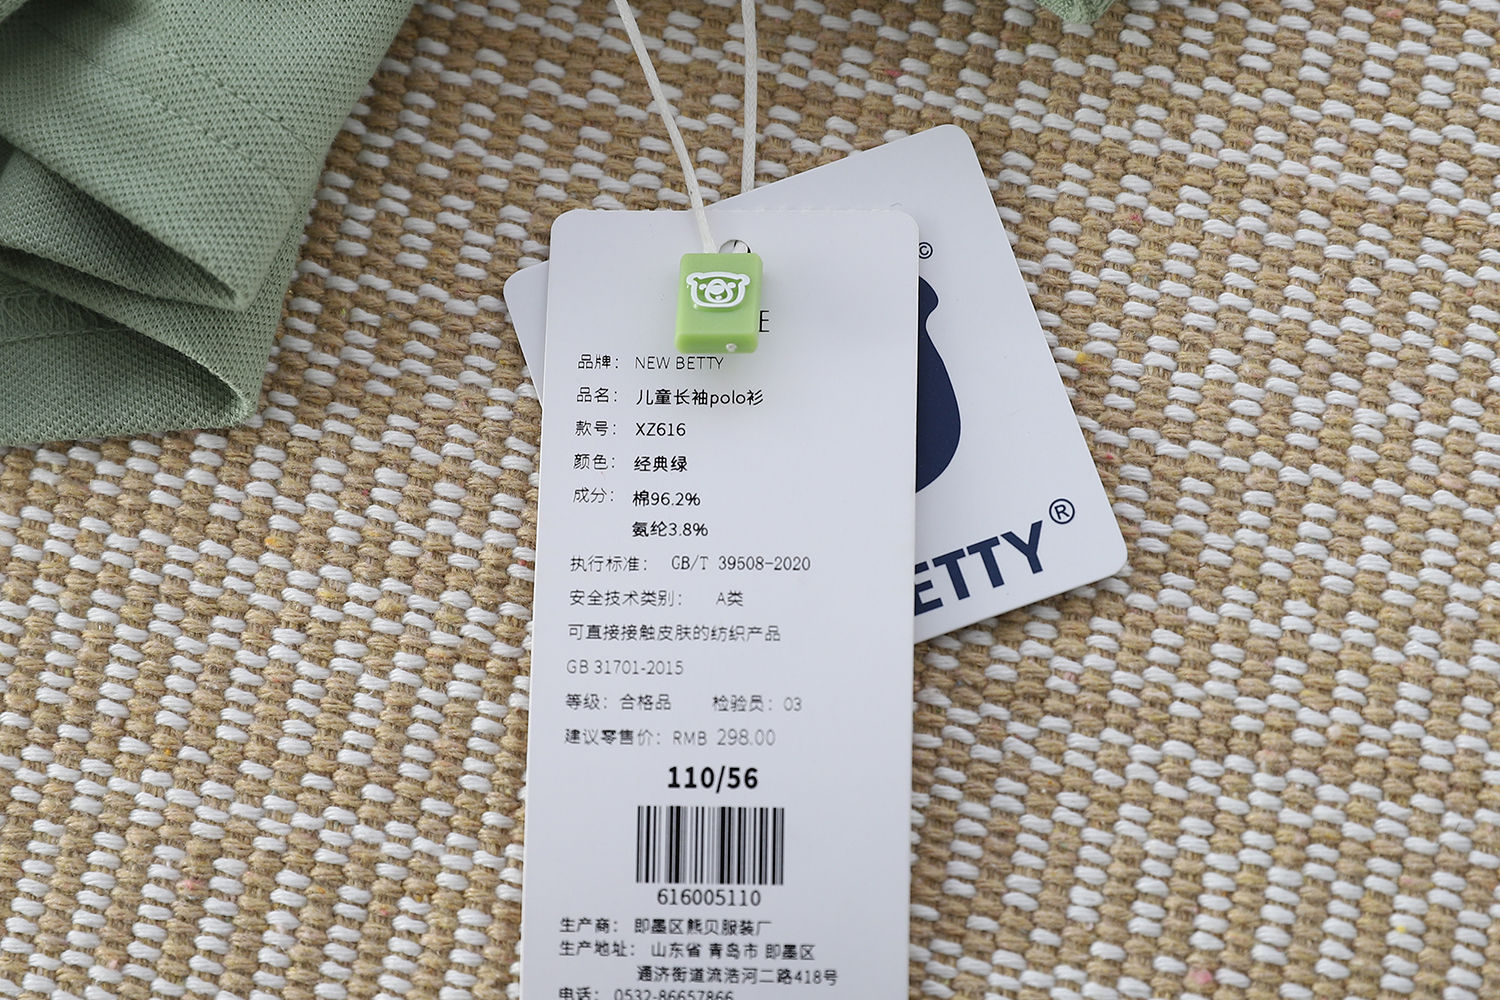 ©
E
品牌： NEW BETTY
品名： 儿童长袖polo衫
款号： XZ616
颜色： 经典绿
成分： 棉96.2%
氨纶3.8%
执行标准： GB/T 39508-2020
安全技术类别： A类
可直接接触皮肤的纺织产品
GB 31701-2015
等级：合格品 检验员：03
建议零售价：RMB 298.00
110/56
616005110
生产商： 即墨区熊贝服装厂
生产地址： 山东省 青岛市 即墨区
通济街道流浩河二路418号
电话： 0532-86657866
ETTY®